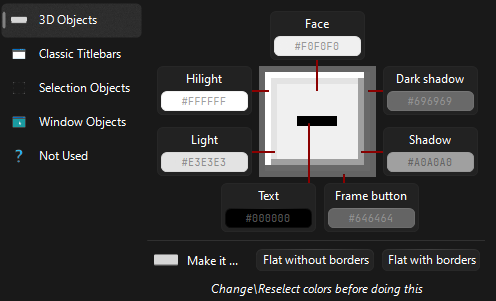 3D Objects
Classic Titlebars
Selection Objects
Window Objects
? Not Used
Face
#F0F0F0
Hilight
#FFFFFF
Dark shadow
#696969
Light
#E3E3E3
Shadow
#A0A0A0
Text
#000000
Frame button
#646464
Make it ...
Flat without borders
Flat with borders
Change\Reselect colors before doing this